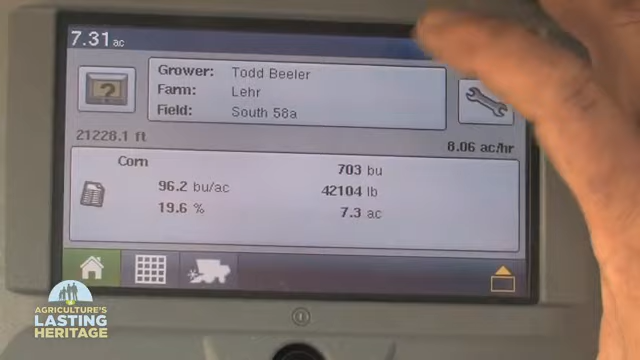 7.31 ac
Grower: Todd Beeler
Farm: Lehr
Field: South 58a
?
21228.1 ft
8.06 ac/hr
Corn
703 bu
96.2 bu/ac
42104 lb
19.6 %
7.3 ac
AGRICULTURE'S
LASTING
HERITAGE